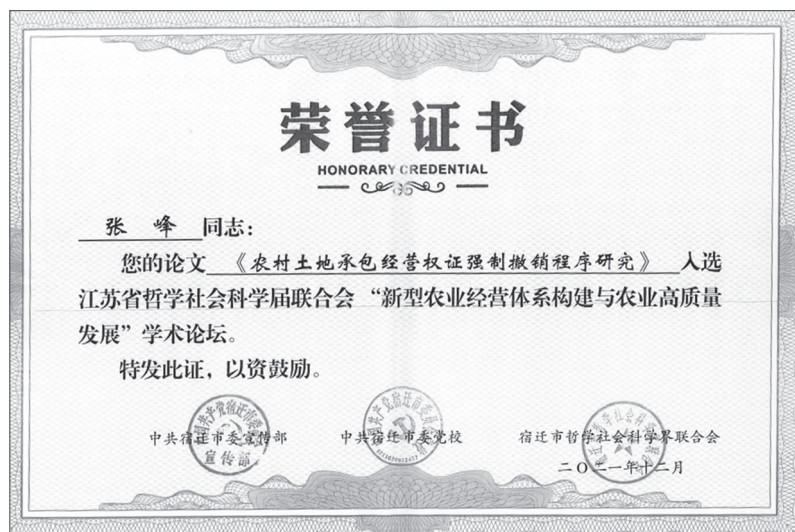 荣誉证书
HONORARY CREDENTIAL
张 峰 同志：
您的论文 《农村土地承包经营权证强制撤销程序研究》 入选
江苏省哲学社会科学届联合会“新型农业经营体系构建与农业高质量
发展”学术论坛。
特发此证，以资鼓励。
中共宿迁市委宣传部 中共宿迁市委党校 宿迁市哲学社会科学界联合会
宣传部
二〇二一年十二月